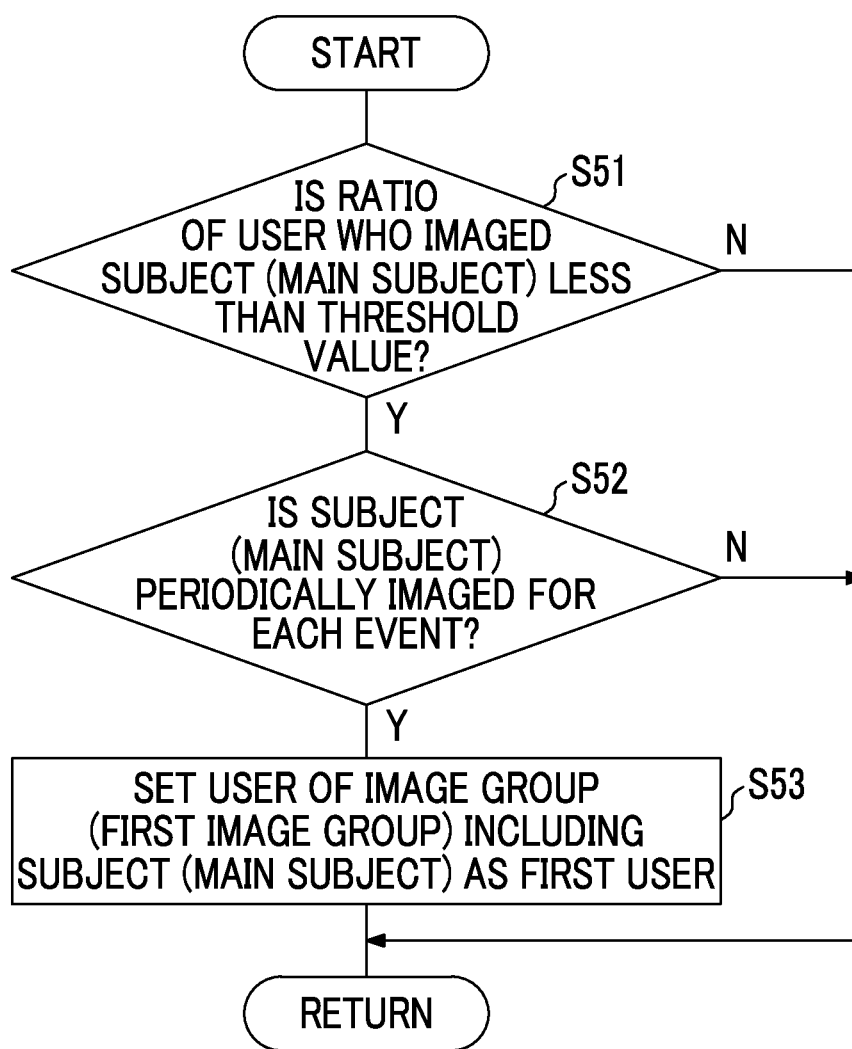 START
S51
IS RATIO
OF USER WHO IMAGED
SUBJECT (MAIN SUBJECT) LESS
THAN THRESHOLD
VALUE?
N
Y
S52
IS SUBJECT
(MAIN SUBJECT)
PERIODICALLY IMAGED FOR
EACH EVENT?
N
Y
S53
SET USER OF IMAGE GROUP
(FIRST IMAGE GROUP) INCLUDING
SUBJECT (MAIN SUBJECT) AS FIRST USER
RETURN